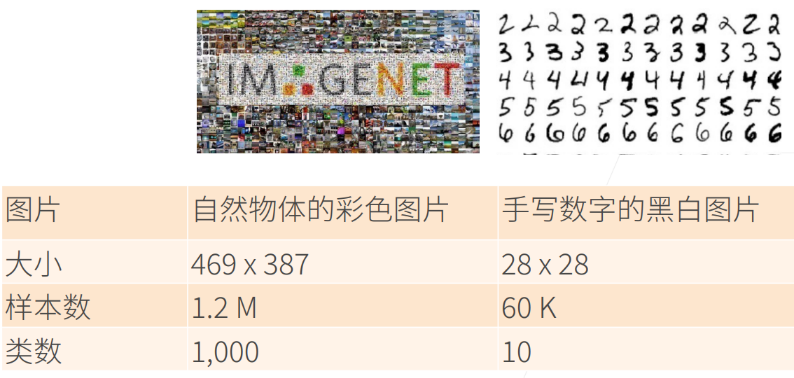 IMAGENET
2 2 2 2 2 2 2 2 2 2 2 2
3 3 3 3 3 3 3 3 3 3 3 3
4 4 4 4 4 4 4 4 4 4 4 4
5 5 5 5 5 5 5 5 5 5 5 5
6 6 6 6 6 6 6 6 6 6 6 6
图片 自然物体的彩色图片 手写数字的黑白图片
大小 469 x 387 28 x 28
样本数 1.2 M 60 K
类数 1,000 10